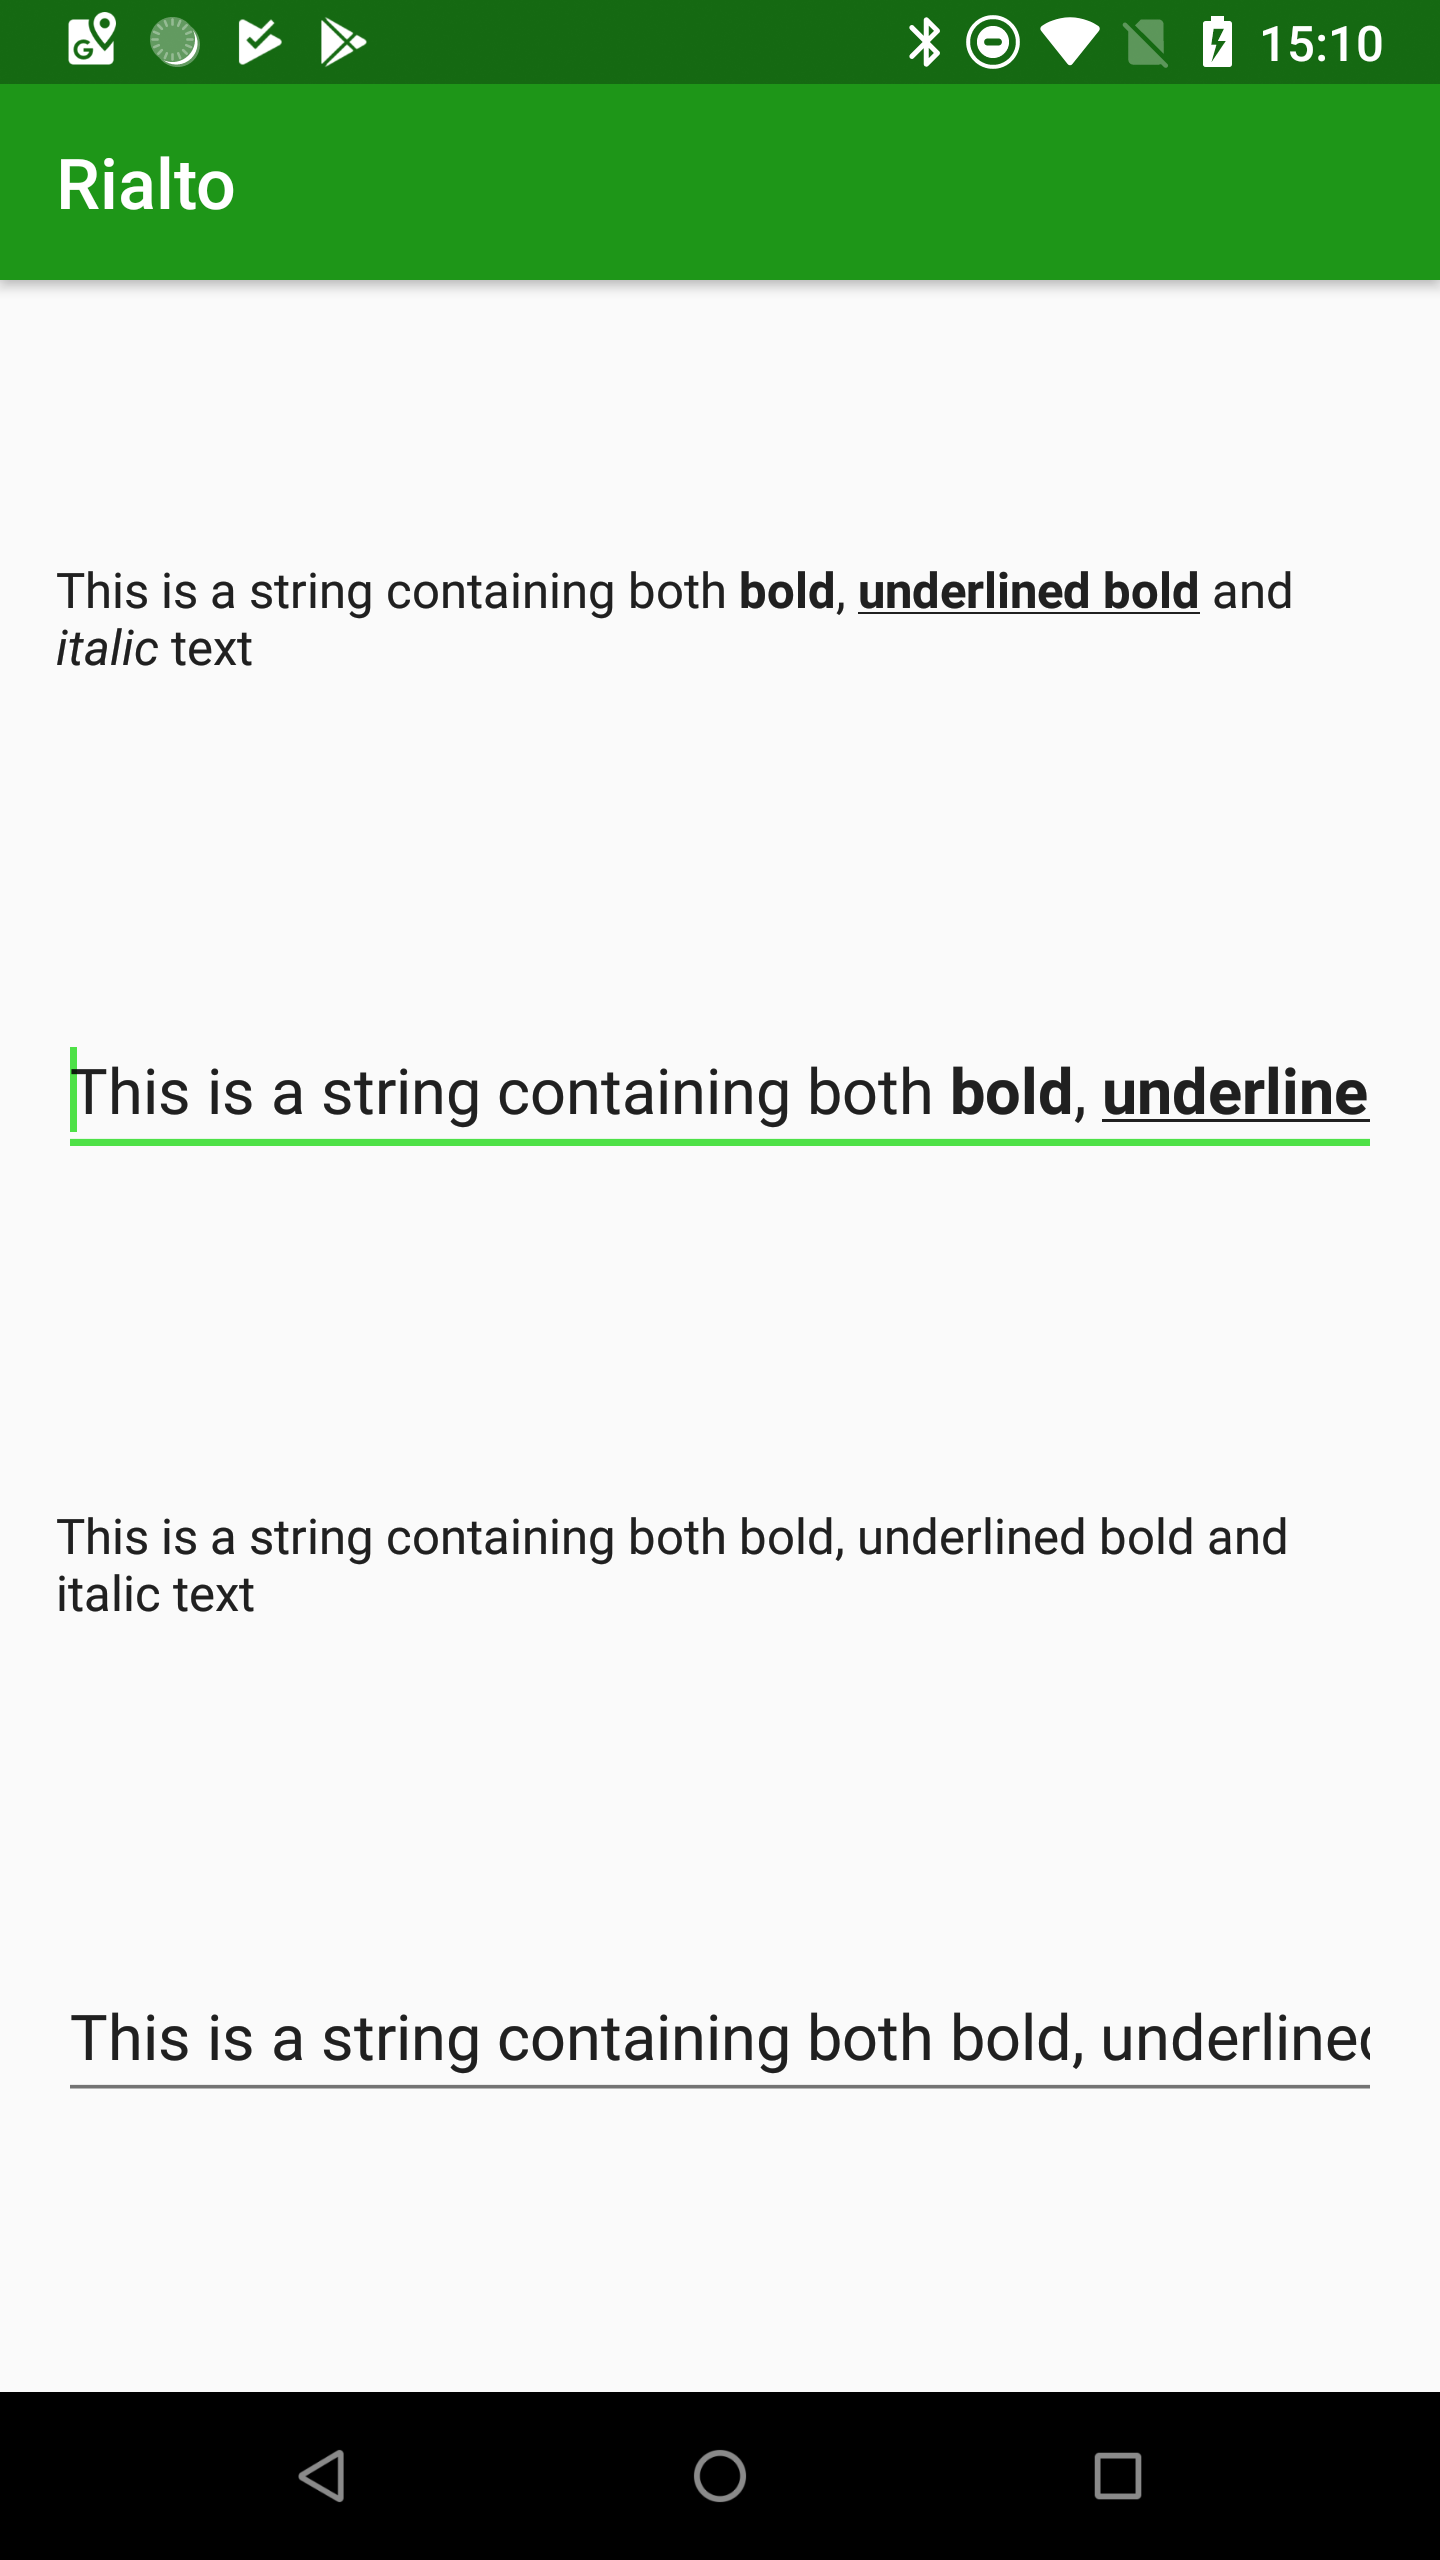 15:10
Rialto
This is a string containing both bold, underlined bold and
italic text
This is a string containing both bold, underline
This is a string containing both bold, underlined bold and
italic text
This is a string containing both bold, underlined